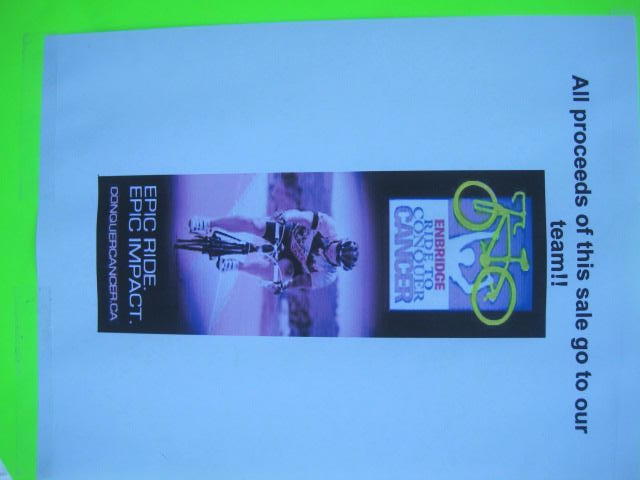 All proceeds of this sale go to our
team!!
ENBRIDGE
RIDE TO
CONQUER
CANCER
EPIC RIDE.
EPIC IMPACT.
CONQUERCANCER.CA